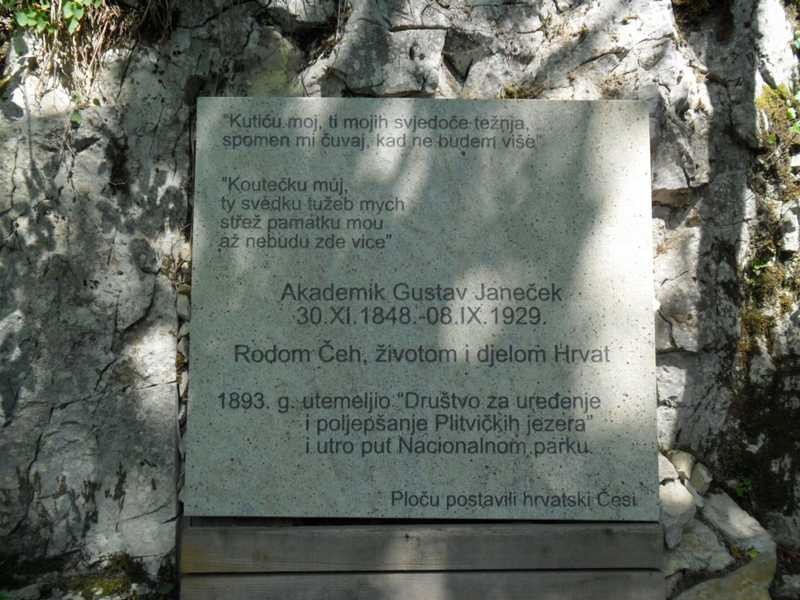 "Kutiću moj, ti mojih svjedoče težnja,
spomen mi čuvaj, kad ne budem više"
"Koutečku můj,
ty svědku tužeb mych
střež památku mou
až nebudu zde vice"
Akademik Gustav Janeček
30.XI.1848.-08.IX.1929.
Rodom Čeh, životom i djelom Hrvat
1893. g. utemeljio "Društvo za uređenje
i poljepšanje Plitvičkih jezera"
i utro put Nacionalnom parku.
Ploču postavili hrvatski Česi